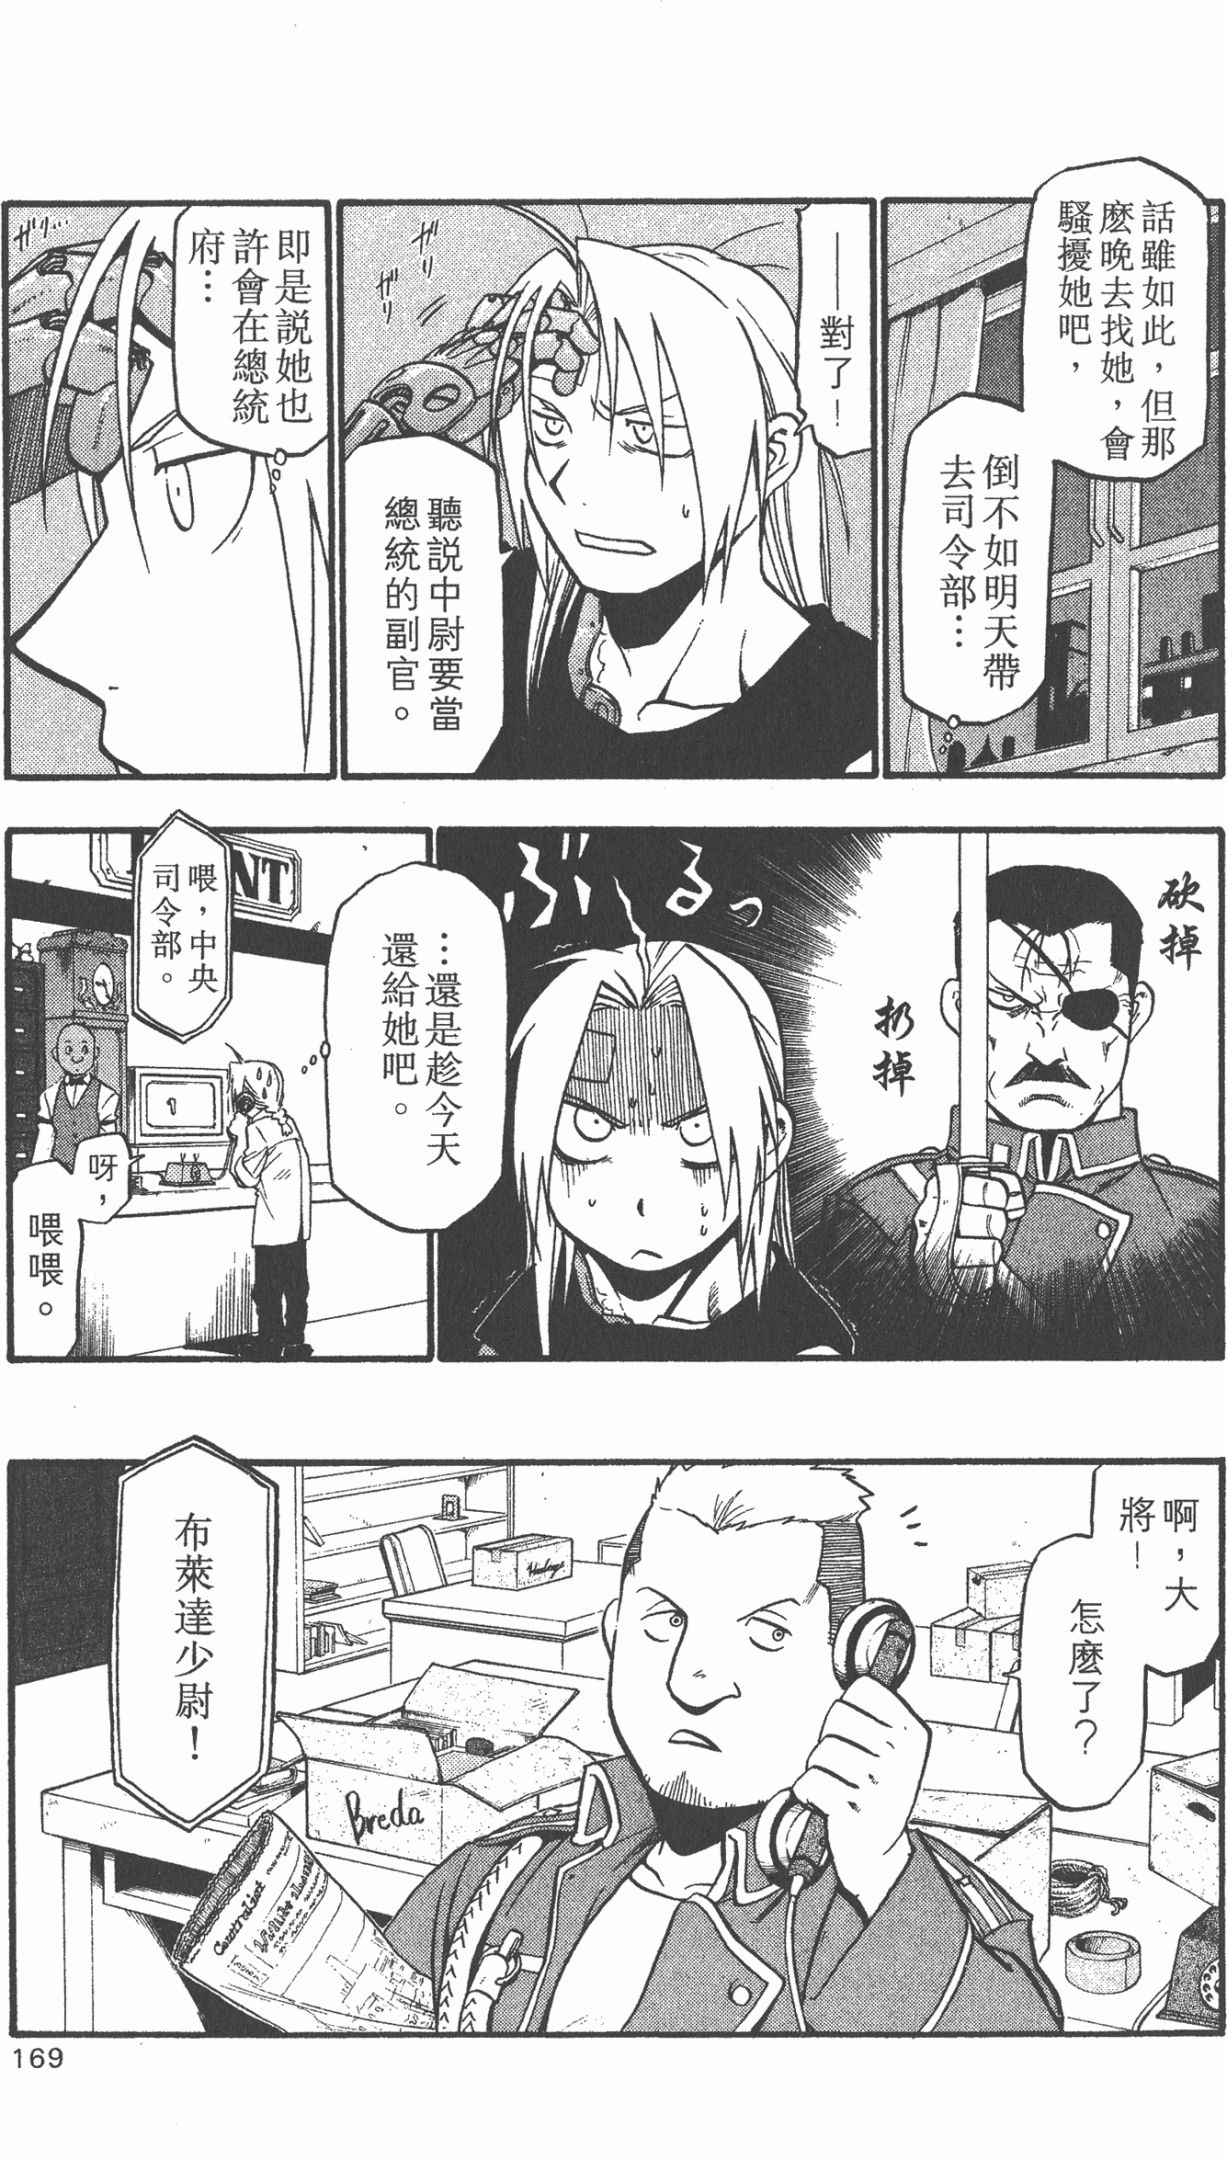 話雖如此，但那
麼晚去找她，會
騷擾她吧，
倒不如明天帶
去司令部…
——對了！
聽説中尉要當
總統的副官。
即是説她也
許會在總統
府…
砍掉
扔掉
ぶるっ
…還是趁今天
還給她吧。
NT
喂，中央
司令部。
1
呀，
喂喂。
啊，大
將！
怎麼了？
布萊達少尉！
Breda
169